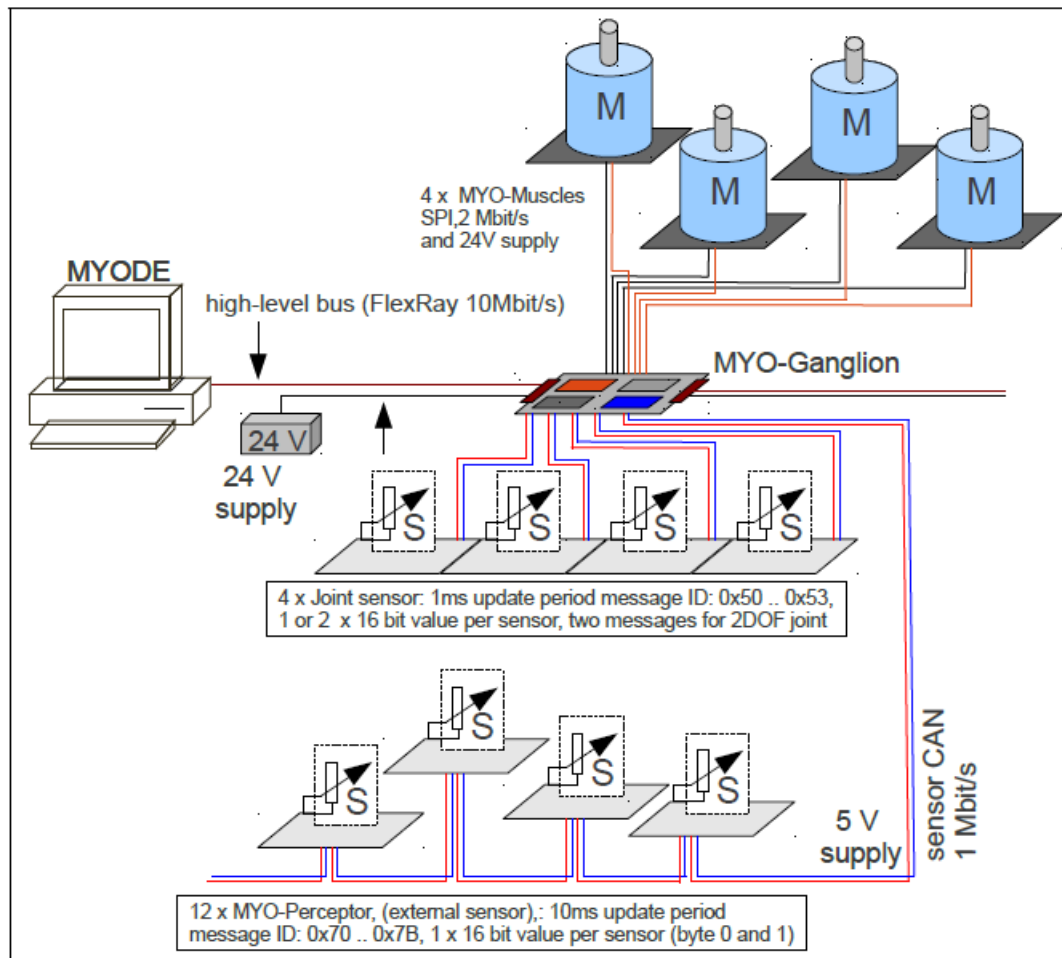 M
M
M
M
4 x MYO-Muscles
SPI,2 Mbit/s
and 24V supply
MYODE
high-level bus (FlexRay 10Mbit/s)
MYO-Ganglion
24 V
24 V
supply
S
S
S
S
4 x Joint sensor: 1ms update period message ID: 0x50 .. 0x53,
1 or 2 x 16 bit value per sensor, two messages for 2DOF joint
S
S
S
S
5 V
supply
sensor CAN
1 Mbit/s
12 x MYO-Perceptor, (external sensor),: 10ms update period
message ID: 0x70 .. 0x7B, 1 x 16 bit value per sensor (byte 0 and 1)